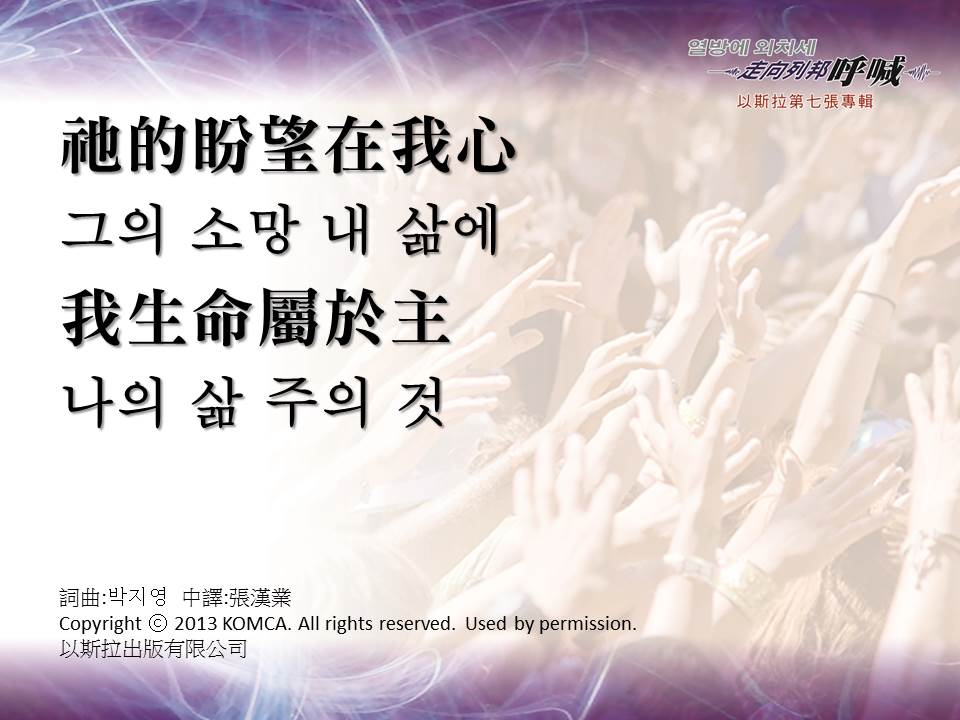 열방에 외치세
走向列邦呼喊
以斯拉第七張專輯
祂的盼望在我心
그의 소망 내 삶에
我生命屬於主
나의 삶 주의 것
詞曲:박지영 中譯:張漢業
Copyright ⓒ 2013 KOMCA. All rights reserved. Used by permission.
以斯拉出版有限公司